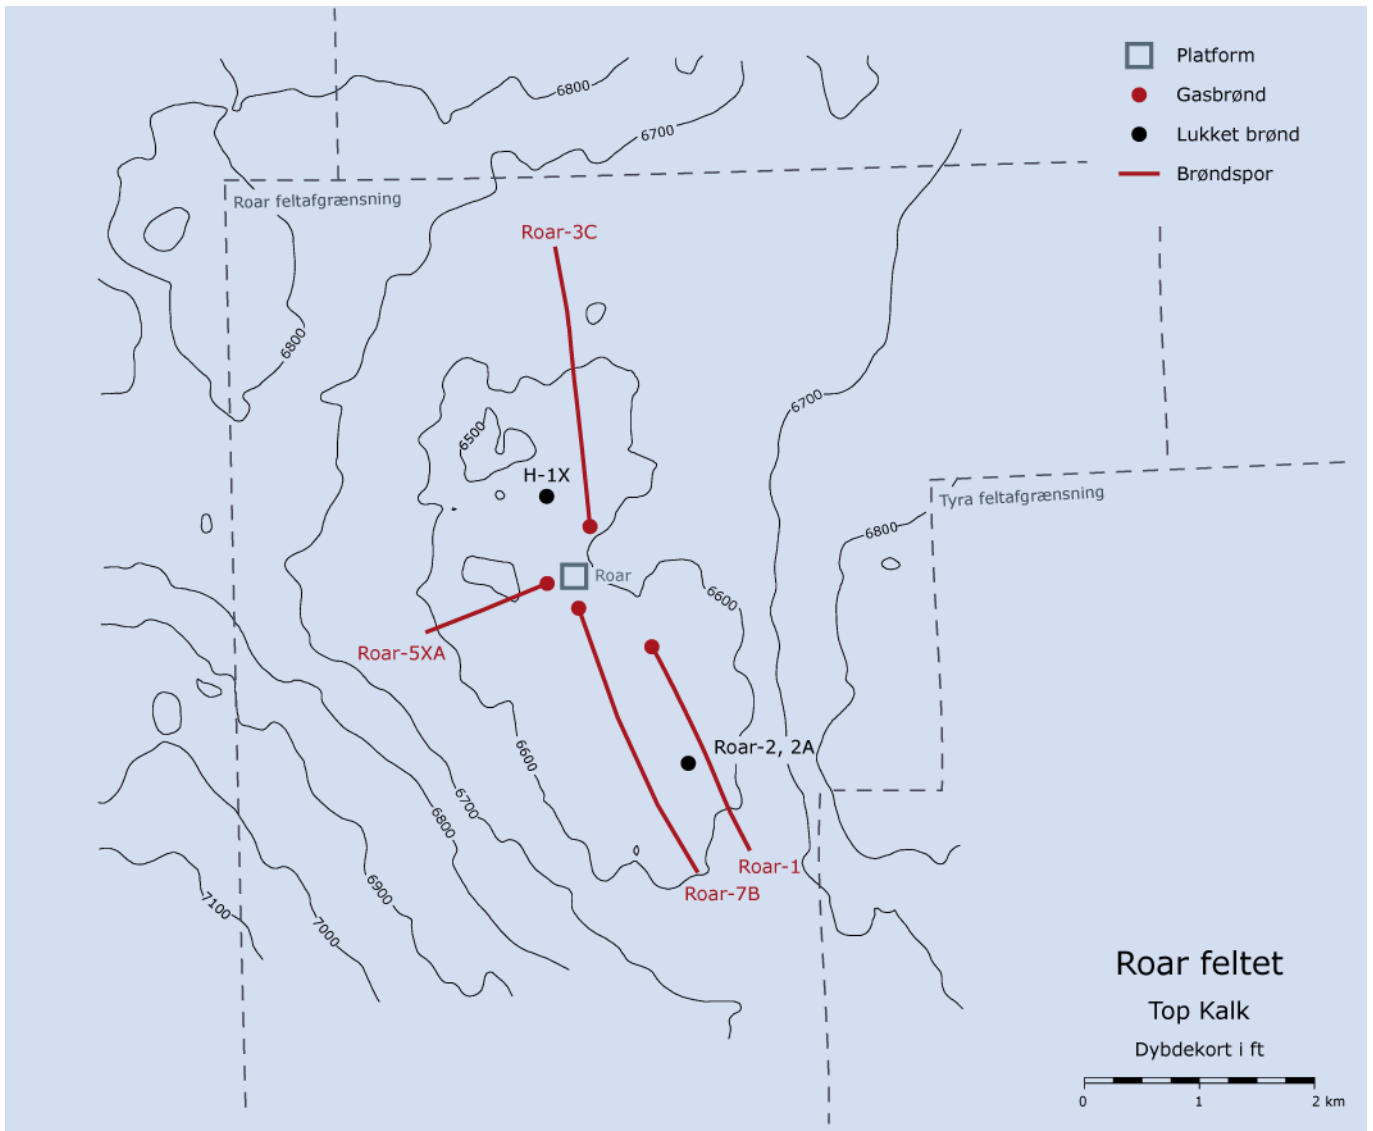 Platform
Gasbrønd
Lukket brønd
Brøndspor
6800
6700
Roar feltafgrænsning
Roar-3C
6800
6700
6500
H-1X
Tyra feltafgrænsning
6800
Roar
6600
Roar-5XA
Roar-2, 2A
6600
6700
6800
Roar-1
Roar-7B
6900
7100
7000
Roar feltet
Top Kalk
Dybdekort i ft
0 1 2 km